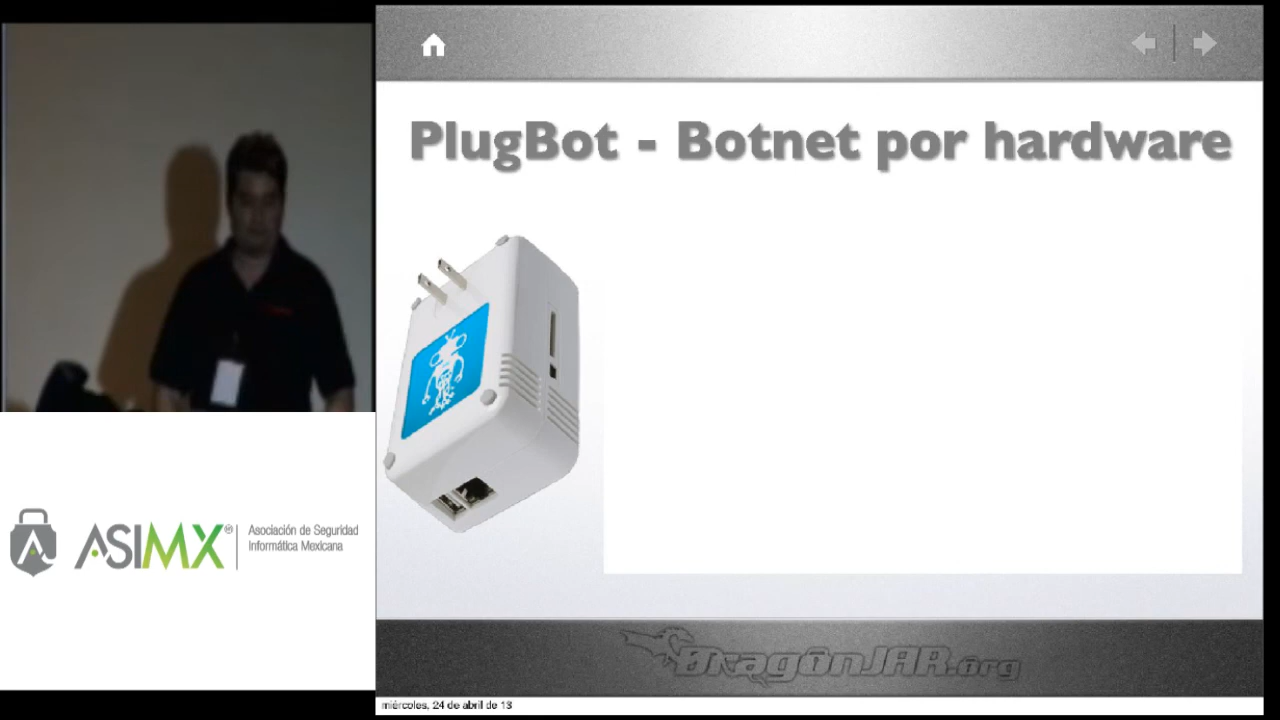 PlugBot - Botnet por hardware
ASIMX®
Asociación de Seguridad
Informática Mexicana
DragonJAR.org
miércoles, 24 de abril de 13